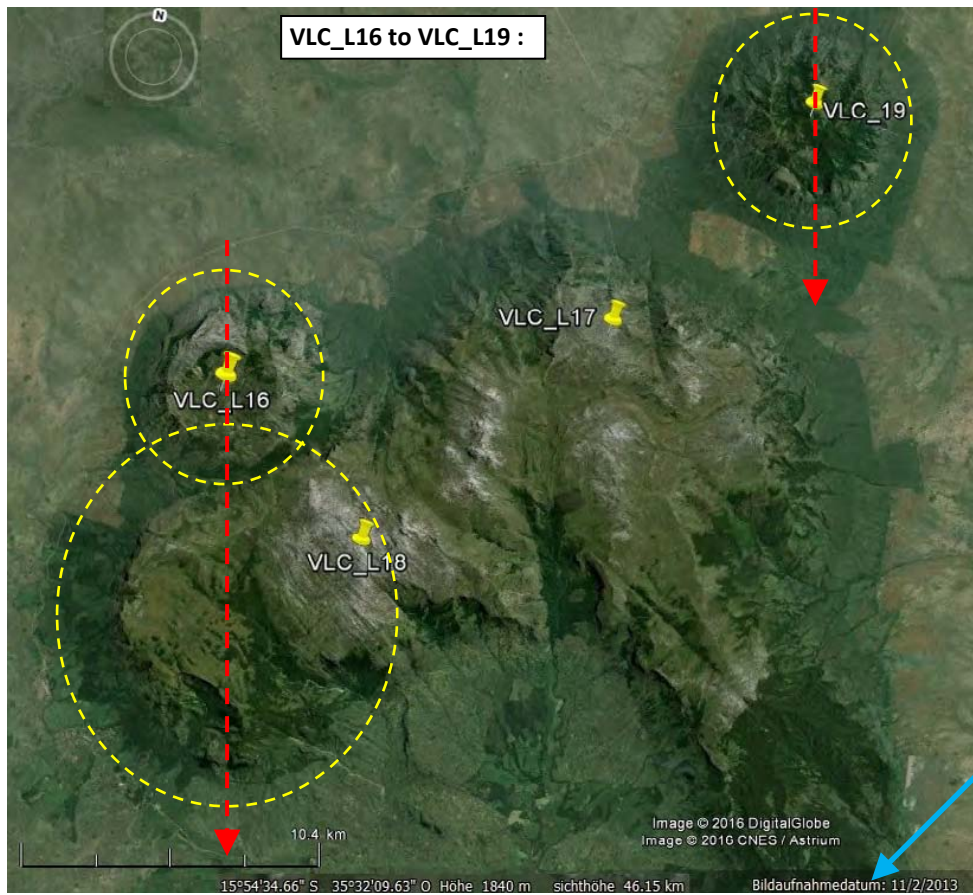 N
VLC_L16 to VLC_L19 :
VLC_19
VLC_L17
VLC_L16
VLC_L18
10.4 km
Image © 2016 DigitalGlobe
Image © 2016 CNES / Astrium
15°54'34.66" S 35°32'09.63" O Höhe 1840 m sichthöhe 46.15 km Bildaufnahmedatum: 11/2/2013